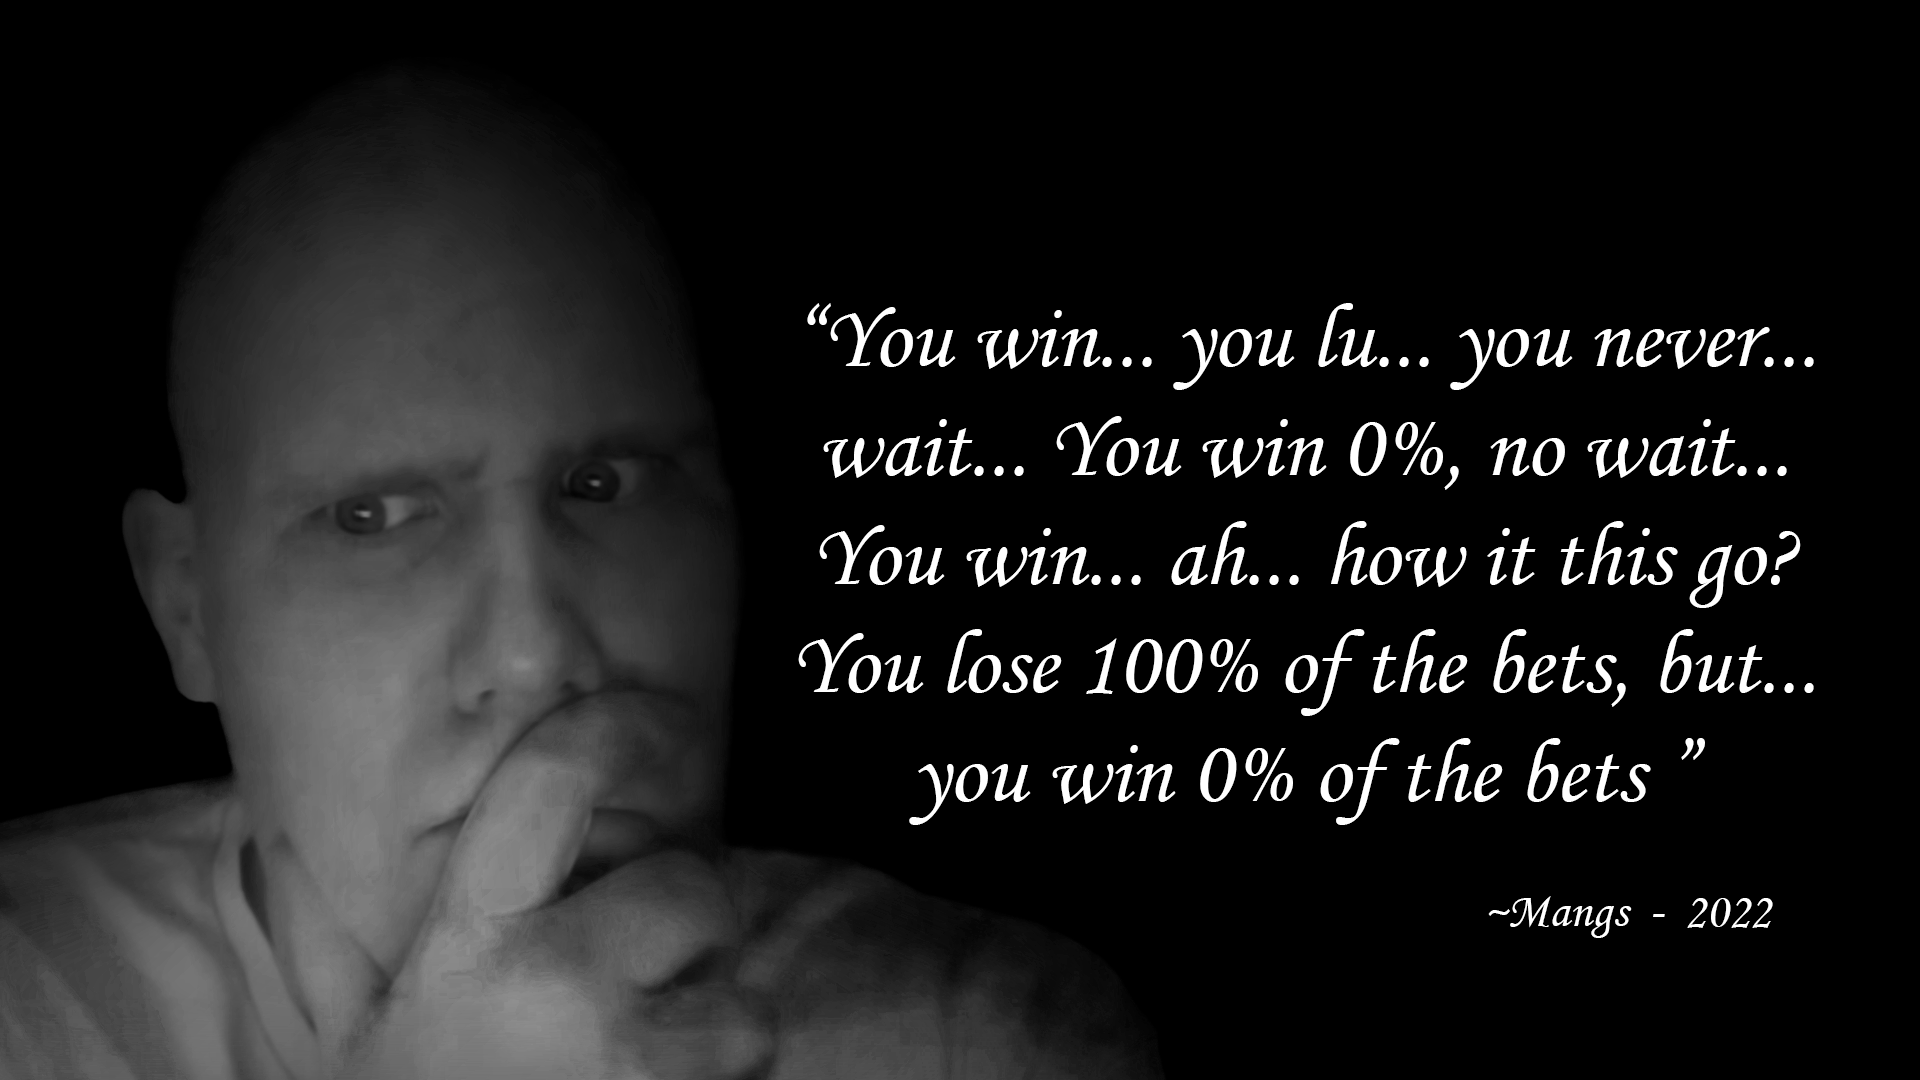 “You win... you lu... you never...
wait... You win 0%, no wait...
You win... ah... how it this go?
You lose 100% of the bets, but...
you win 0% of the bets ”
~Mangs - 2022